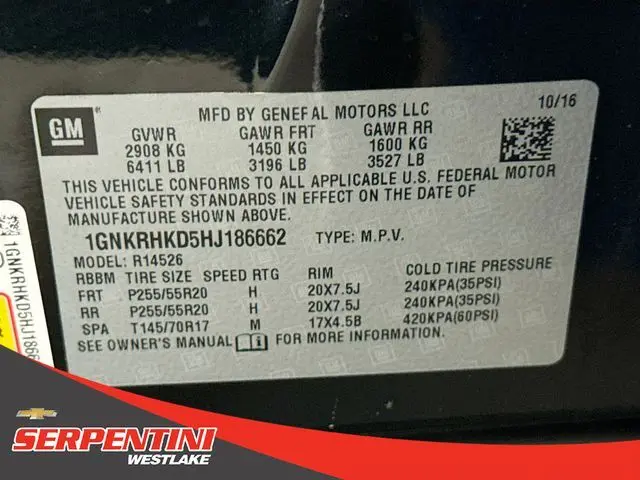 GM
MFD BY GENEFAL MOTORS LLC 10/16
GVWR GAWR FRT GAWR RR
2908 KG 1450 KG 1600 KG
6411 LB 3196 LB 3527 LB
THIS VEHICLE CONFORMS TO ALL APPLICABLE U.S. FEDERAL MOTOR
VEHICLE SAFETY STANDARDS IN EFFECT ON THE DATE OF
MANUFACTURE SHOWN ABOVE.
1GNKRHKD5HJ186662 TYPE: M.P.V.
MODEL: R14526
RBBM TIRE SIZE SPEED RTG RIM COLD TIRE PRESSURE
FRT P255/55R20 H 20X7.5J 240KPA(35PSI)
RR P255/55R20 H 20X7.5J 240KPA(35PSI)
SPA T145/70R17 M 17X4.5B 420KPA(60PSI)
SEE OWNER'S MANUAL FOR MORE INFORMATION
1GNKRHKD5HJ1866
SERPENTINI
WESTLAKE